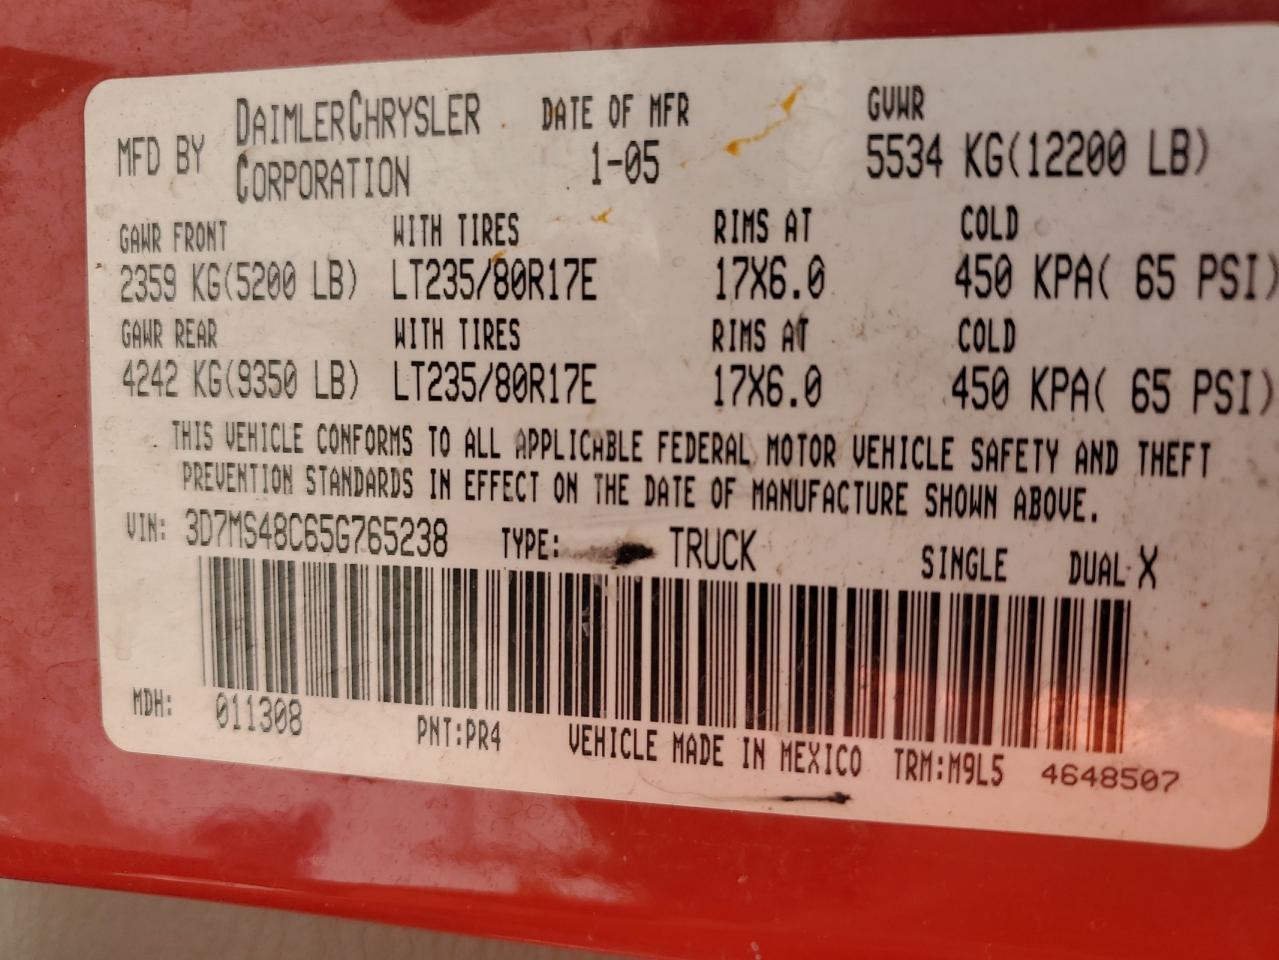 MFD BY DAIMLERCHRYSLER CORPORATION DATE OF MFR 1-05 GVWR 5534 KG(12200 LB)
GAWR FRONT WITH TIRES RIMS AT COLD
2359 KG(5200 LB) LT235/80R17E 17X6.0 450 KPA( 65 PSI)
GAWR REAR WITH TIRES RIMS AT COLD
4242 KG(9350 LB) LT235/80R17E 17X6.0 450 KPA( 65 PSI)
THIS VEHICLE CONFORMS TO ALL APPLICABLE FEDERAL MOTOR VEHICLE SAFETY AND THEFT
PREVENTION STANDARDS IN EFFECT ON THE DATE OF MANUFACTURE SHOWN ABOVE.
VIN: 3D7MS48C65G765238 TYPE: TRUCK SINGLE DUAL X
MDH: 011308 PNT:PR4 VEHICLE MADE IN MEXICO TRM:M9L5 4648507